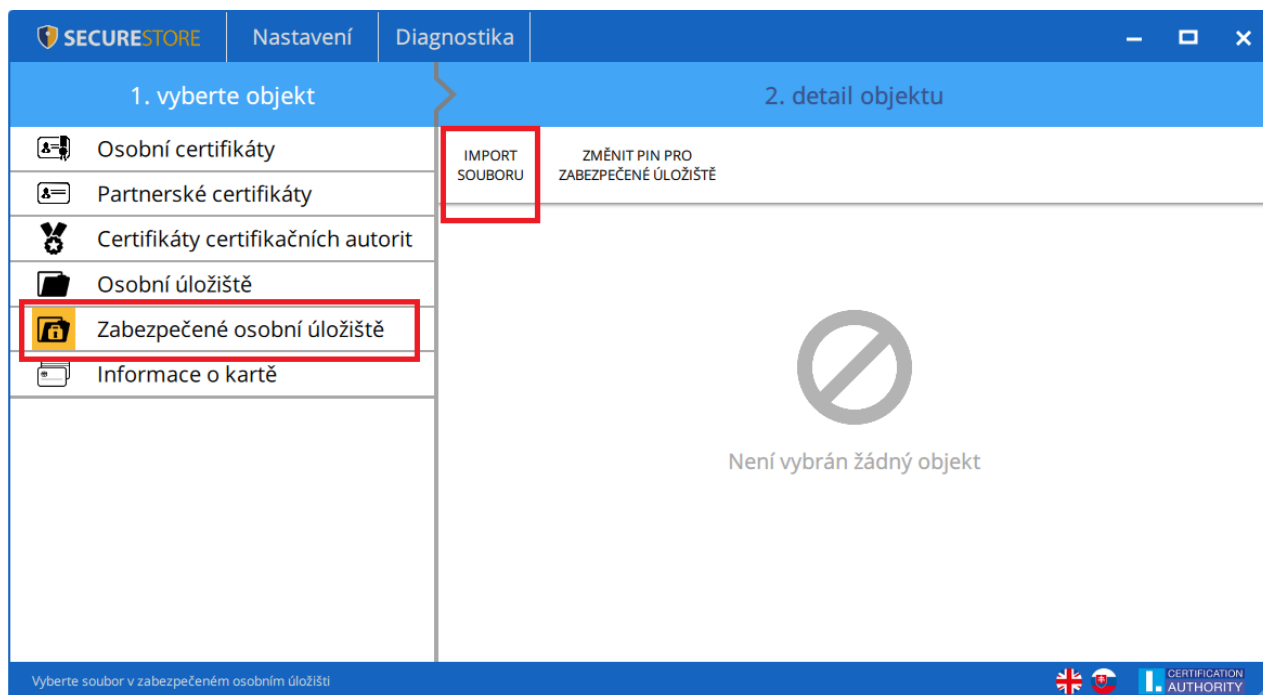 SECURESTORE Nastavení Diagnostika
1. vyberte objekt
2. detail objektu
Osobní certifikáty
Partnerské certifikáty
Certifikáty certifikačních autorit
Osobní úložiště
Zabezpečené osobní úložiště
Informace o kartě
IMPORT
SOUBORU
ZMĚNIT PIN PRO
ZABEZPEČENÉ ÚLOŽIŠTĚ
Není vybrán žádný objekt
Vyberte soubor v zabezpečeném osobním úložišti
I. CERTIFICATION
AUTHORITY